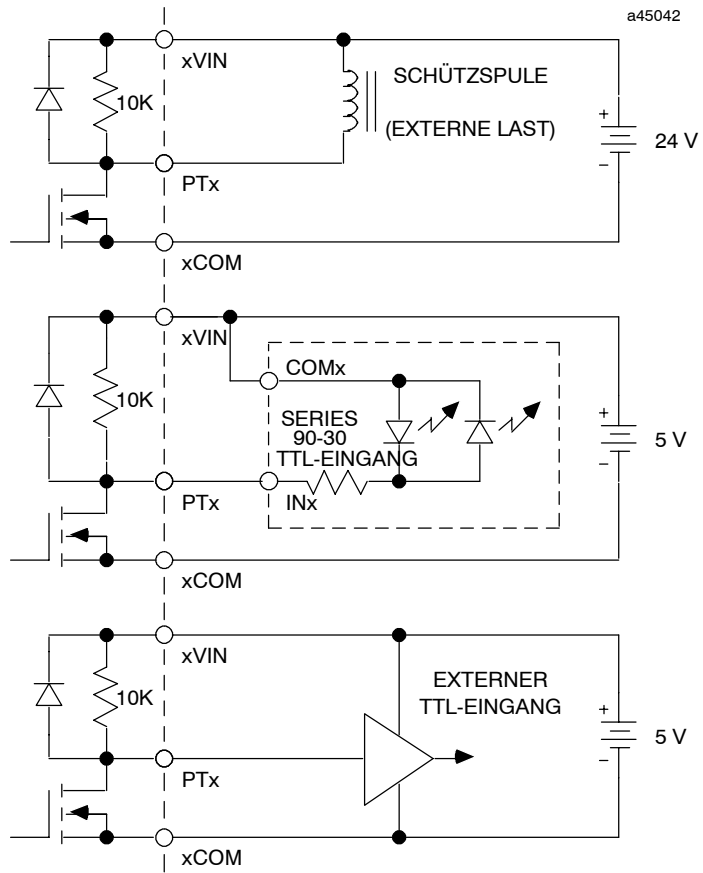 a45042
xVIN
SCHÜTZSPULE
10K
(EXTERNE LAST)
+
24 V
−
PTx
xCOM
xVIN
COMx
10K
SERIES
90-30
TTL-EINGANG
+
5 V
−
PTx
INx
xCOM
xVIN
10K
EXTERNER
TTL-EINGANG
+
5 V
−
PTx
xCOM